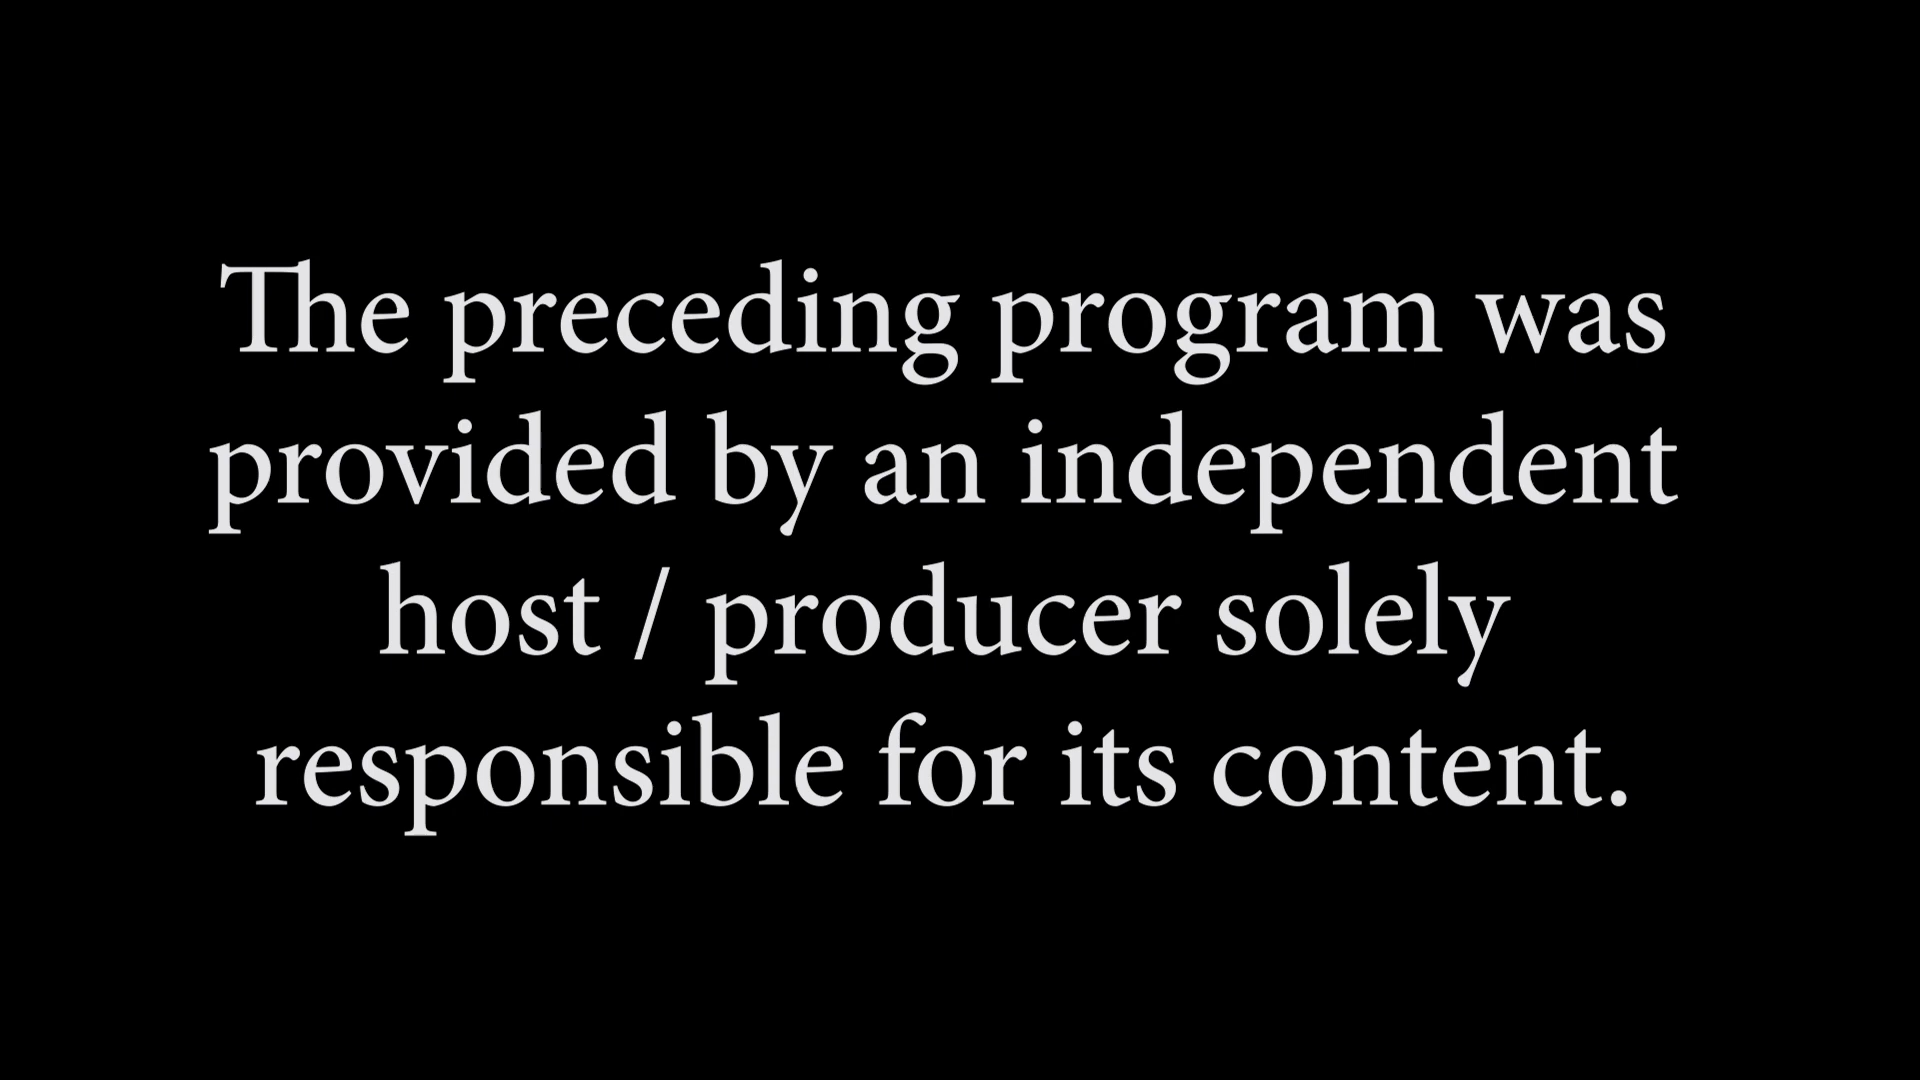 The preceding program was
provided by an independent
host / producer solely
responsible for its content.